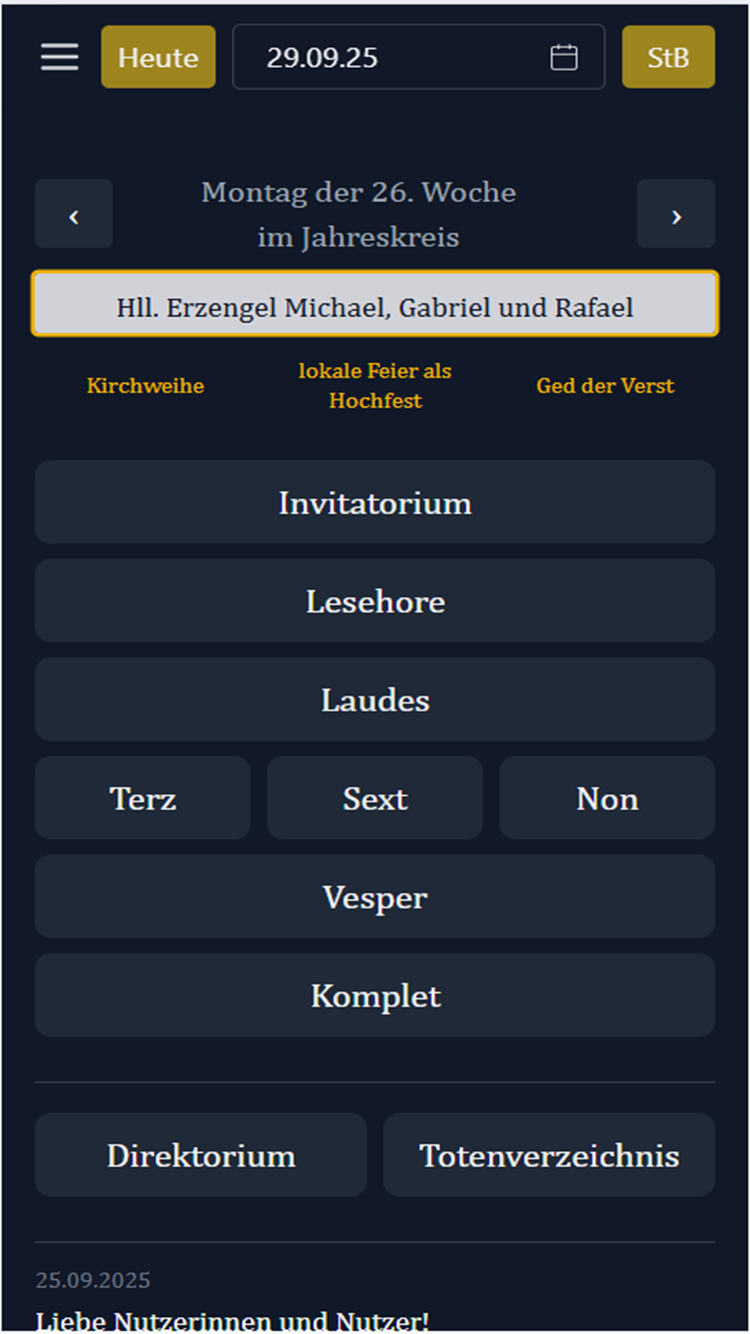 Heute 29.09.25 StB
‹ Montag der 26. Woche ›
im Jahreskreis
Hll. Erzengel Michael, Gabriel und Rafael
Kirchweihe
lokale Feier als
Hochfest
Ged der Verst
Invitatorium
Lesehore
Laudes
Terz Sext Non
Vesper
Komplet
Direktorium Totenverzeichnis
25.09.2025
Liebe Nutzerinnen und Nutzer!